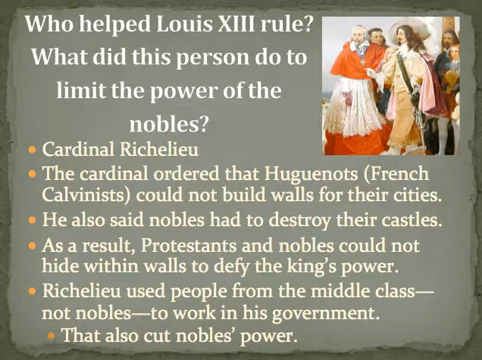 Who helped Louis XIII rule?
What did this person do to
limit the power of the
nobles?
• Cardinal Richelieu
• The cardinal ordered that Huguenots (French
Calvinists) could not build walls for their cities.
• He also said nobles had to destroy their castles.
• As a result, Protestants and nobles could not
hide within walls to defy the king's power.
• Richelieu used people from the middle class—
not nobles—to work in his government.
• That also cut nobles' power.